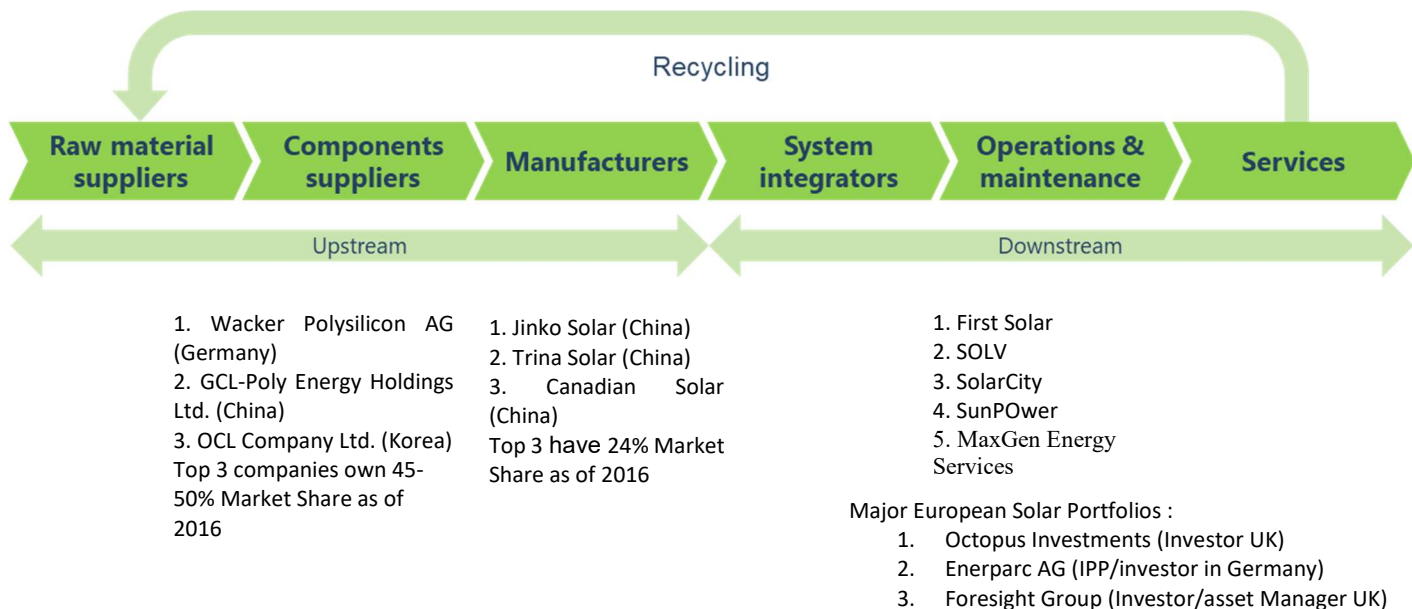 Recycling
Raw material
suppliers
Components
suppliers
Manufacturers
System
integrators
Operations &
maintenance
Services
Upstream
Downstream
1. Wacker Polysilicon AG
(Germany)
2. GCL-Poly Energy Holdings
Ltd. (China)
3. OCL Company Ltd. (Korea)
Top 3 companies own 45-
50% Market Share as of
2016
1. Jinko Solar (China)
2. Trina Solar (China)
3. Canadian Solar
(China)
Top 3 have 24% Market
Share as of 2016
1. First Solar
2. SOLV
3. SolarCity
4. SunPOwer
5. MaxGen Energy
Services
Major European Solar Portfolios :
1. Octopus Investments (Investor UK)
2. Enerparc AG (IPP/investor in Germany)
3. Foresight Group (Investor/asset Manager UK)